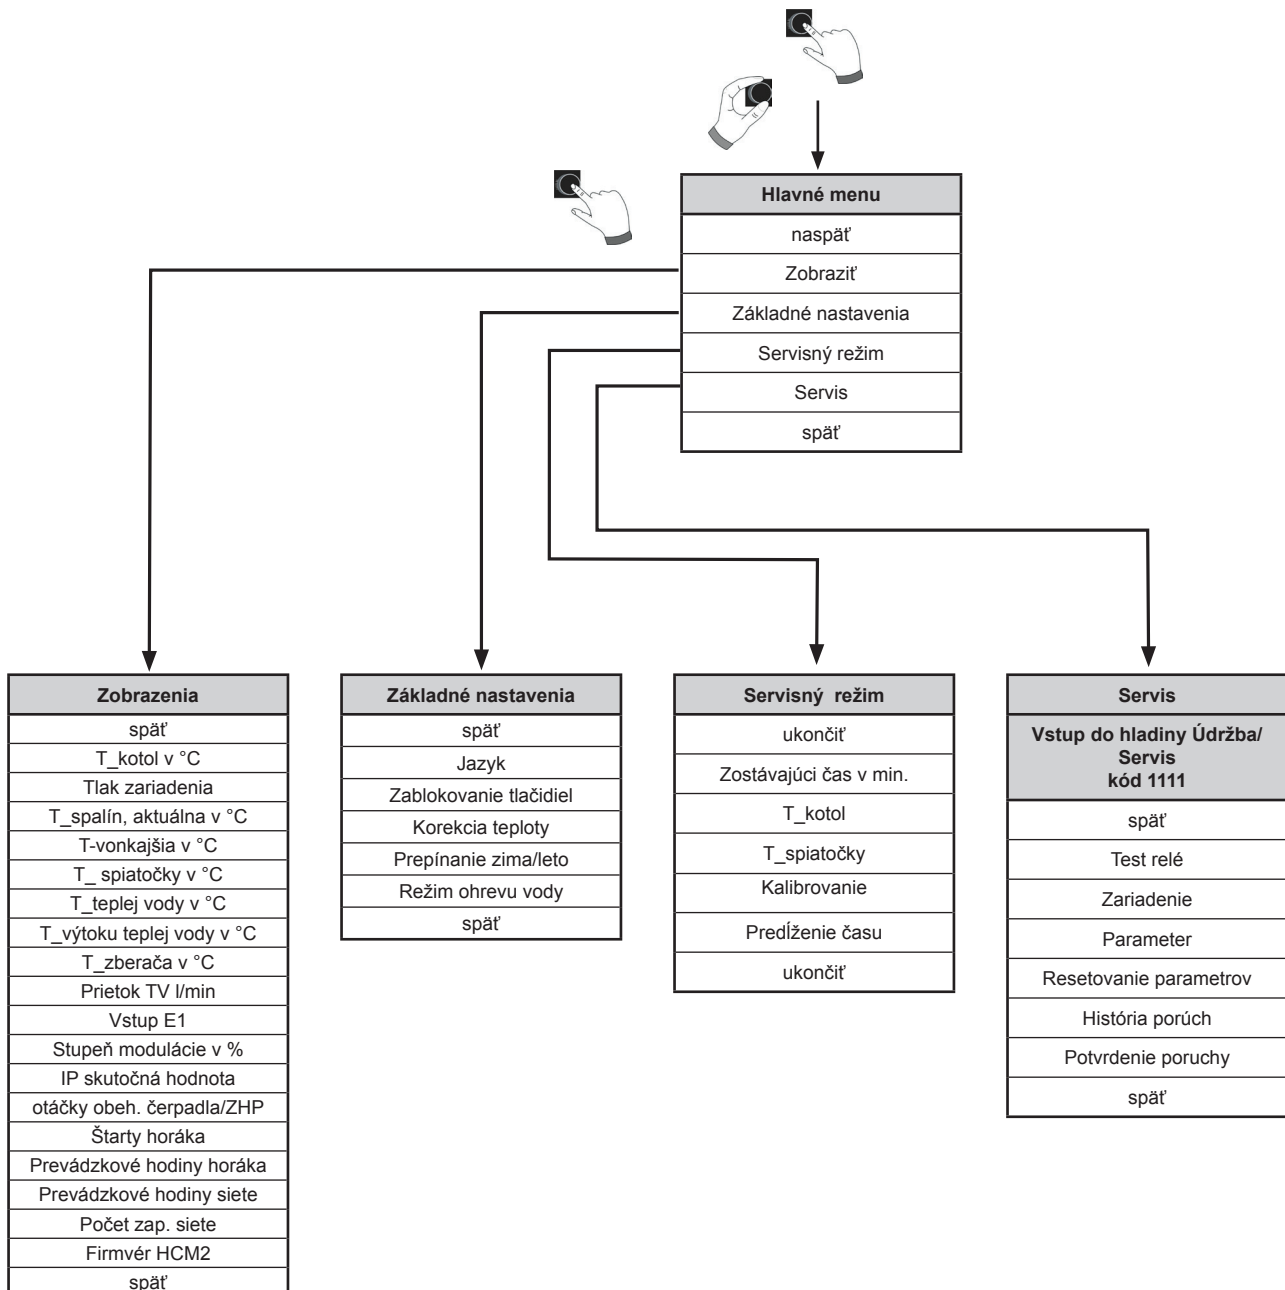 Hlavné menu
naspäť
Zobraziť
Základné nastavenia
Servisný režim
Servis
späť
Zobrazenia
späť
T_kotol v °C
Tlak zariadenia
T_spalín, aktuálna v °C
T-vonkajšia v °C
T_ spiatočky v °C
T_teplej vody v °C
T_výtoku teplej vody v °C
T_zberača v °C
Prietok TV l/min
Vstup E1
Stupeň modulácie v %
IP skutočná hodnota
otáčky obeh. čerpadla/ZHP
Štarty horáka
Prevádzkové hodiny horáka
Prevádzkové hodiny siete
Počet zap. siete
Firmvér HCM2
späť
Základné nastavenia
späť
Jazyk
Zablokovanie tlačidiel
Korekcia teploty
Prepínanie zima/leto
Režim ohrevu vody
späť
Servisný  režim
ukončiť
Zostávajúci čas v min.
T_kotol
T_spiatočky
Kalibrovanie
Predĺženie času
ukončiť
Servis
Vstup do hladiny Údržba/
Servis
kód 1111
späť
Test relé
Zariadenie
Parameter
Resetovanie parametrov
História porúch
Potvrdenie poruchy
späť